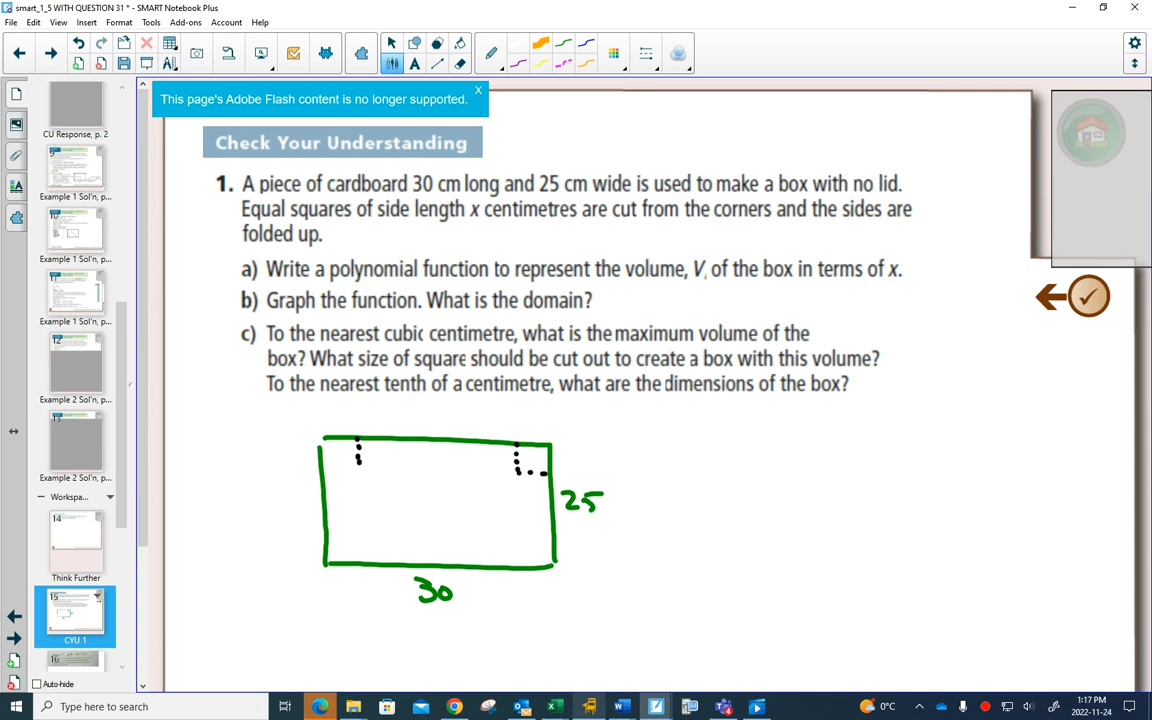 smart_1_5 WITH QUESTION 31 * - SMART Notebook Plus
File Edit View Insert Format Tools Add-ons Account Help
This page's Adobe Flash content is no longer supported. X
CU Response, p. 2
9
Example 1 Sol'n, p...
10
Example 1 Sol'n, p...
11
Example 1 Sol'n, p...
12
Example 2 Sol'n
13
Example 2 Sol'n
Workspa...
14
Think Further
15
CYU 1
16
Auto-hide
Check Your Understanding
1. A piece of cardboard 30 cm long and 25 cm wide is used to make a box with no lid.
Equal squares of side length x centimetres are cut from the corners and the sides are
folded up.
a) Write a polynomial function to represent the volume, V, of the box in terms of x.
b) Graph the function. What is the domain?
c) To the nearest cubic centimetre, what is the maximum volume of the
box? What size of square should be cut out to create a box with this volume?
To the nearest tenth of a centimetre, what are the dimensions of the box?
25
30
Type here to search
0°C
1:17 PM
2022-11-24